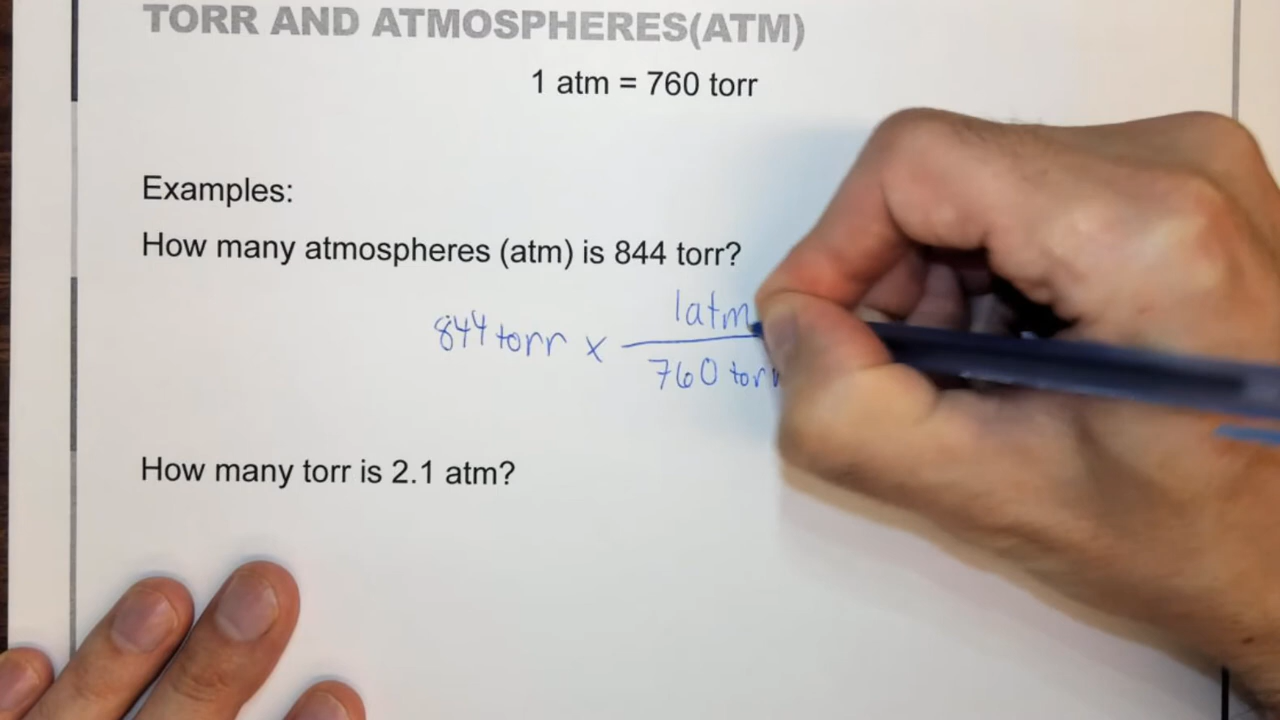 TORR AND ATMOSPHERES(ATM)
1 atm = 760 torr
Examples:
How many atmospheres (atm) is 844 torr?
1atm
844 torr x
760 torr
How many torr is 2.1 atm?